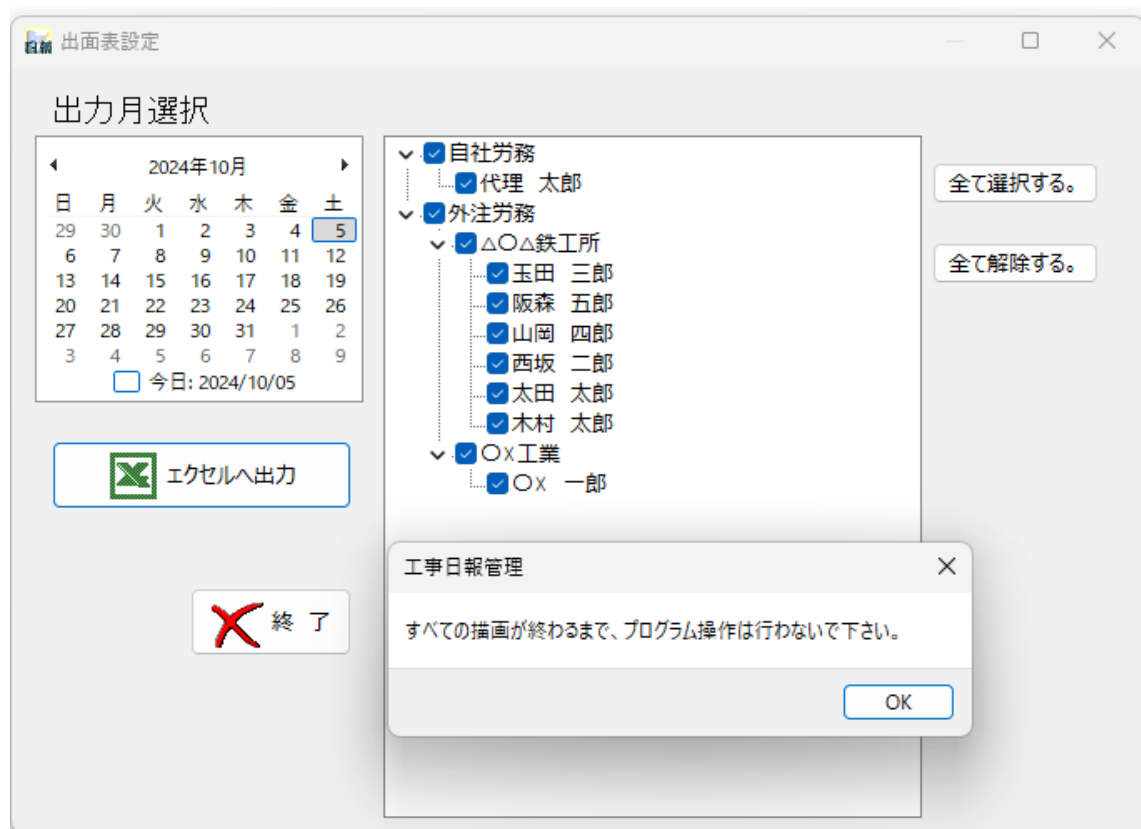 日報 出面表設定
出力月選択
2024年10月
日 月 火 水 木 金 土
29 30 1 2 3 4 5
6 7 8 9 10 11 12
13 14 15 16 17 18 19
20 21 22 23 24 25 26
27 28 29 30 31 1 2
3 4 5 6 7 8 9
今日: 2024/10/05
エクセルへ出力
終 了
自社労務
代理 太郎
外注労務
△〇△鉄工所
玉田 三郎
阪森 五郎
山岡 四郎
西坂 二郎
太田 太郎
木村 太郎
〇×工業
〇× 一郎
全て選択する。
全て解除する。
工事日報管理
すべての描画が終わるまで、プログラム操作は行わないで下さい。
OK